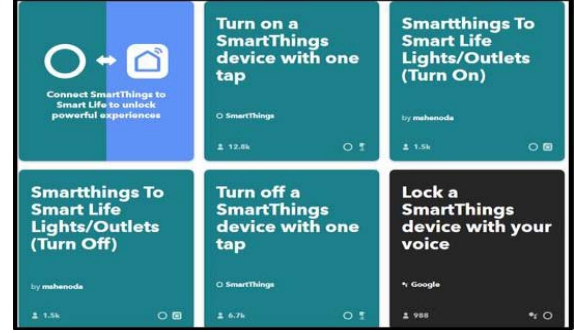 Connect SmartThings to
Smart Life to unlock
powerful experiences
Turn on a
SmartThings
device with one
tap
SmartThings
12.8k
Smartthings To
Smart Life
Lights/Outlets
(Turn On)
by mshenoda
1.5k
Smartthings To
Smart Life
Lights/Outlets
(Turn Off)
by mshenoda
1.5k
Turn off a
SmartThings
device with one
tap
SmartThings
6.7k
Lock a
SmartThings
device with your
voice
Google
988